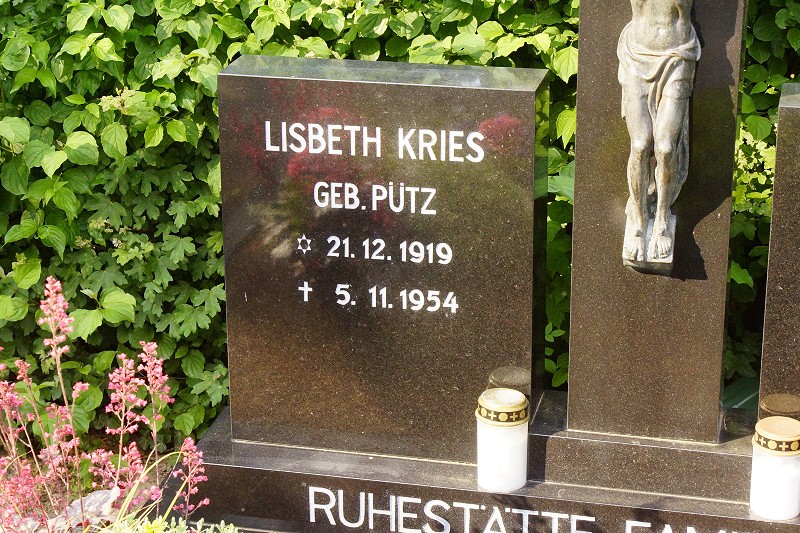 LISBETH KRIES
GEB. PÜTZ
✡ 21. 12. 1919
✝ 5. 11. 1954
RUHESTÄTTE